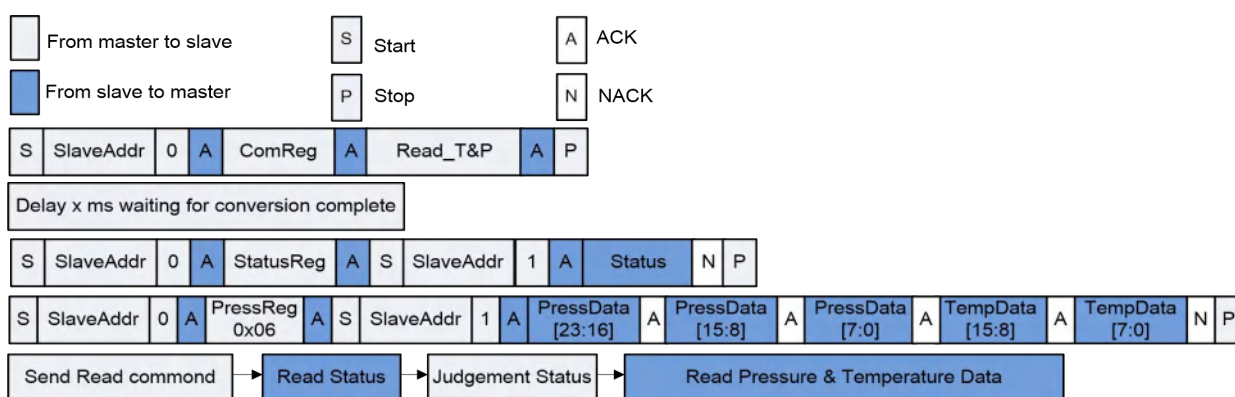 From master to slave S Start A ACK
From slave to master P Stop N NACK
S SlaveAddr 0 A ComReg A Read_T&P A P
Delay x ms waiting for conversion complete
S SlaveAddr 0 A StatusReg A S SlaveAddr 1 A Status N P
S SlaveAddr 0 A PressReg 0x06 A S SlaveAddr 1 A PressData [23:16] A PressData [15:8] A PressData [7:0] A TempData [15:8] A TempData [7:0] N P
Send Read commond Read Status Judgement Status Read Pressure & Temperature Data